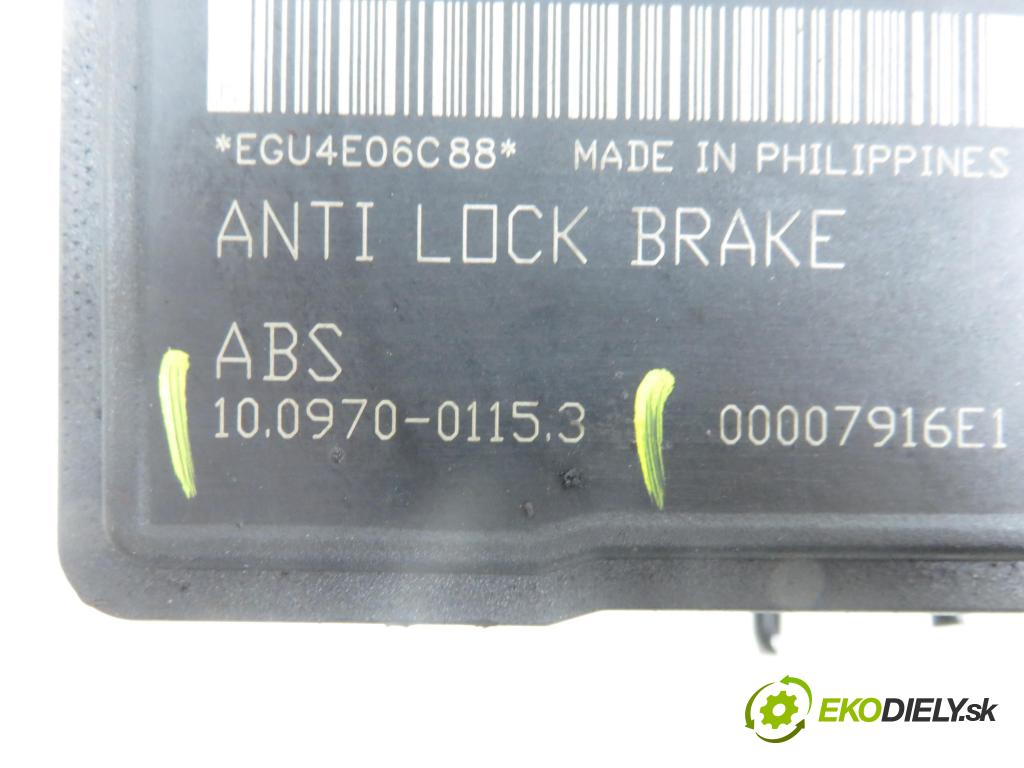 *EGU4E06C88* MADE IN PHILIPPINES
ANTI LOCK BRAKE
ABS
10.0970-0115.3 00007916E1
EKODIELY.sk